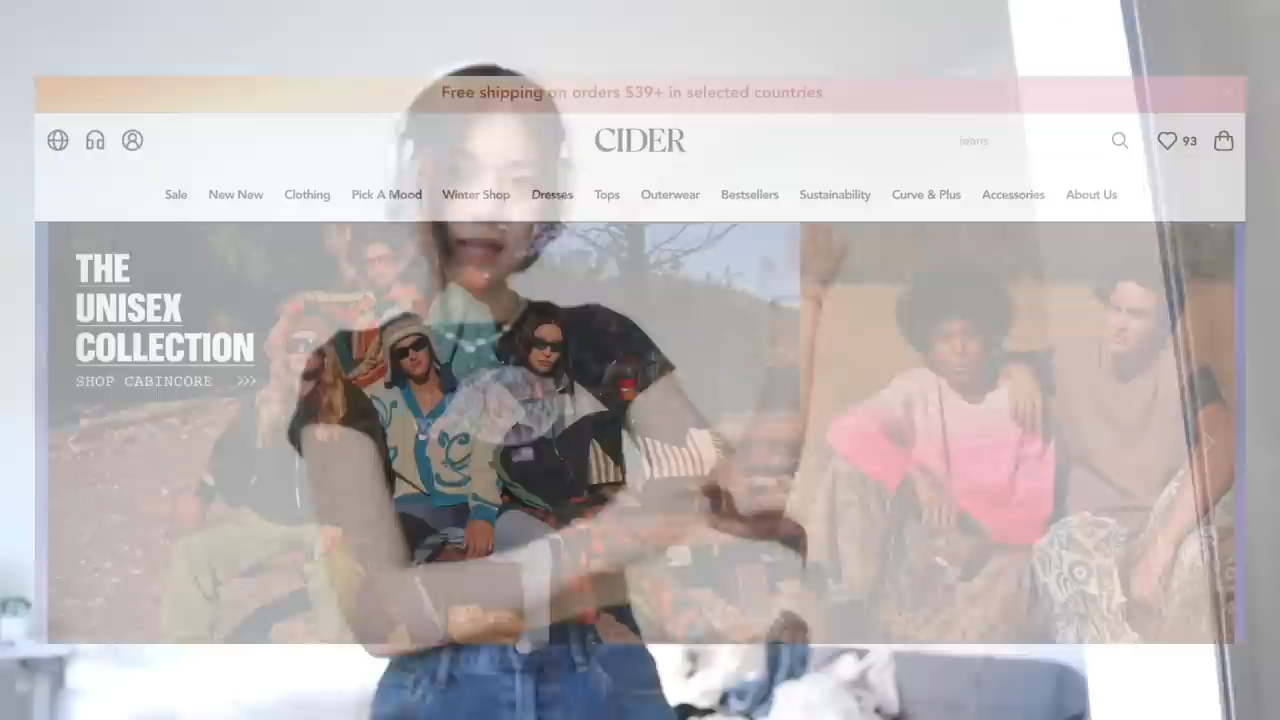 Free shipping on orders $39+ in selected countries
CIDER
jeans
93
Sale New New Clothing Pick A Mood Winter Shop Dresses Tops Outerwear Bestsellers Sustainability Curve & Plus Accessories About Us
THE
UNISEX
COLLECTION
SHOP CABINCORE >>>